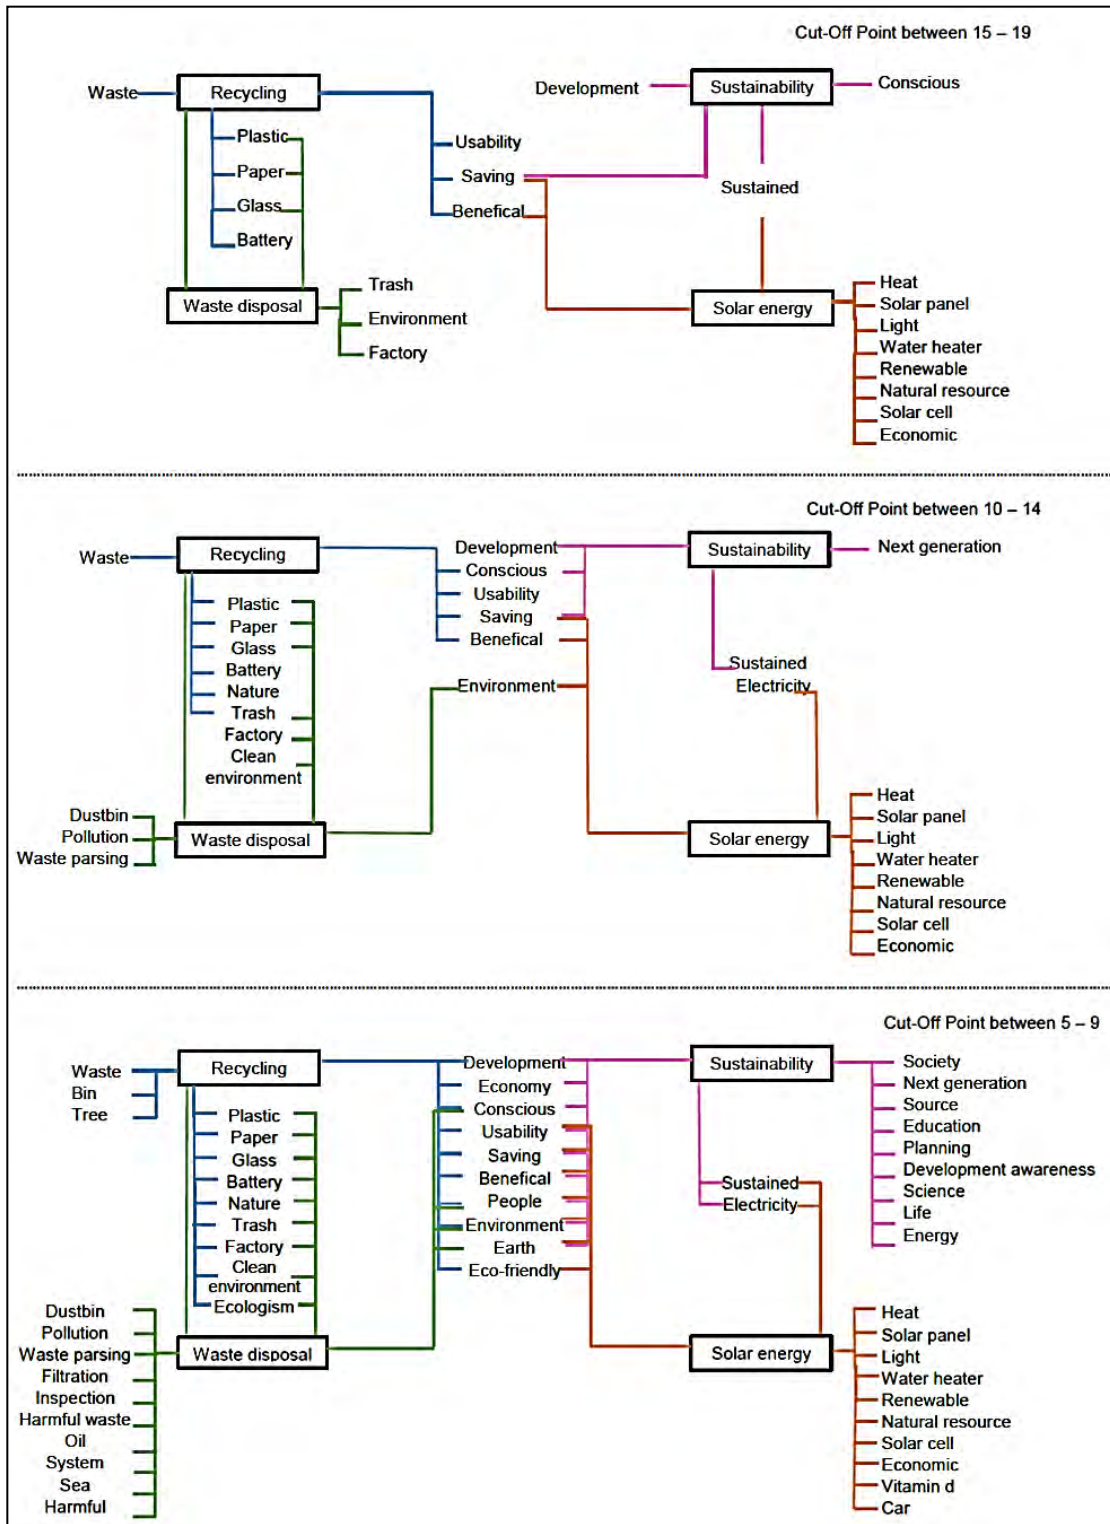 Cut-Off Point between 15 – 19
Waste
Recycling
Plastic
Paper
Glass
Battery
Waste disposal
Trash
Environment
Factory
Usability
Saving
Benefical
Development
Sustainability
Conscious
Sustained
Solar energy
Heat
Solar panel
Light
Water heater
Renewable
Natural resource
Solar cell
Economic
Cut-Off Point between 10 – 14
Waste
Recycling
Plastic
Paper
Glass
Battery
Nature
Trash
Factory
Clean
environment
Dustbin
Pollution
Waste parsing
Waste disposal
Development
Conscious
Usability
Saving
Benefical
Environment
Sustainability
Next generation
Sustained
Electricity
Solar energy
Heat
Solar panel
Light
Water heater
Renewable
Natural resource
Solar cell
Economic
Cut-Off Point between 5 – 9
Waste
Bin
Tree
Recycling
Plastic
Paper
Glass
Battery
Nature
Trash
Factory
Clean
environment
Ecologism
Dustbin
Pollution
Waste parsing
Filtration
Inspection
Harmful waste
Oil
System
Sea
Harmful
Waste disposal
Development
Economy
Conscious
Usability
Saving
Benefical
People
Environment
Earth
Eco-friendly
Sustainability
Society
Next generation
Source
Education
Planning
Development awareness
Science
Life
Energy
Sustained
Electricity
Solar energy
Heat
Solar panel
Light
Water heater
Renewable
Natural resource
Solar cell
Economic
Vitamin d
Car